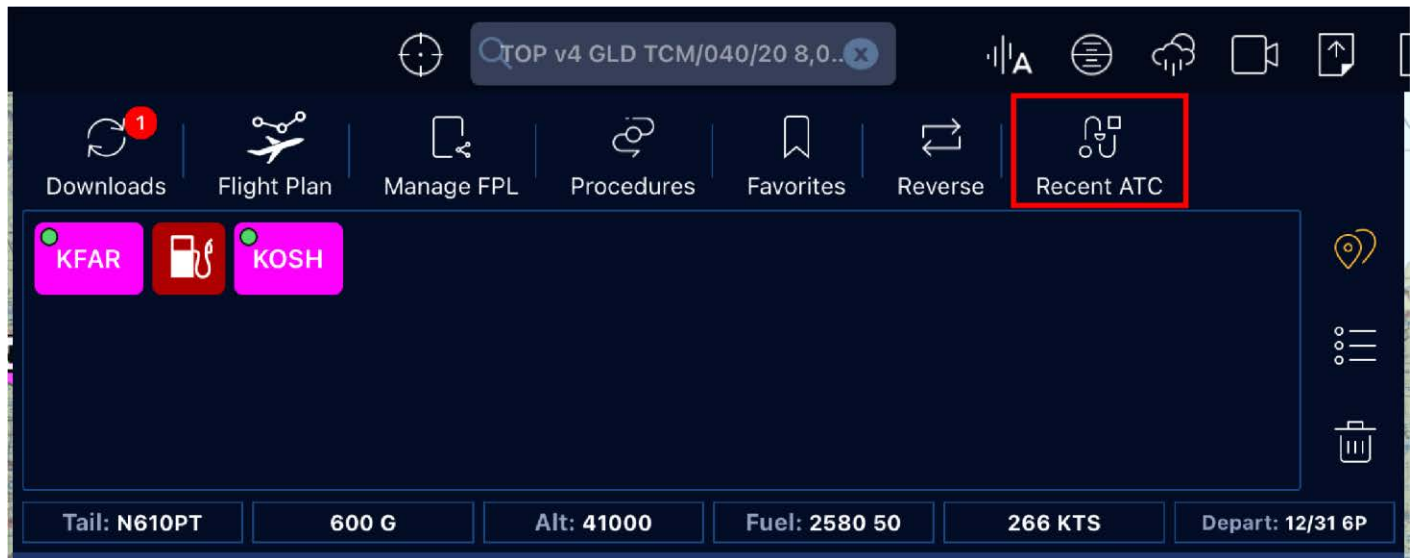 TOP v4 GLD TCM/040/20 8,0..
A
1
Downloads Flight Plan Manage FPL Procedures Favorites Reverse Recent ATC
KFAR KOSH
Tail: N610PT 600 G Alt: 41000 Fuel: 2580 50 266 KTS Depart: 12/31 6P